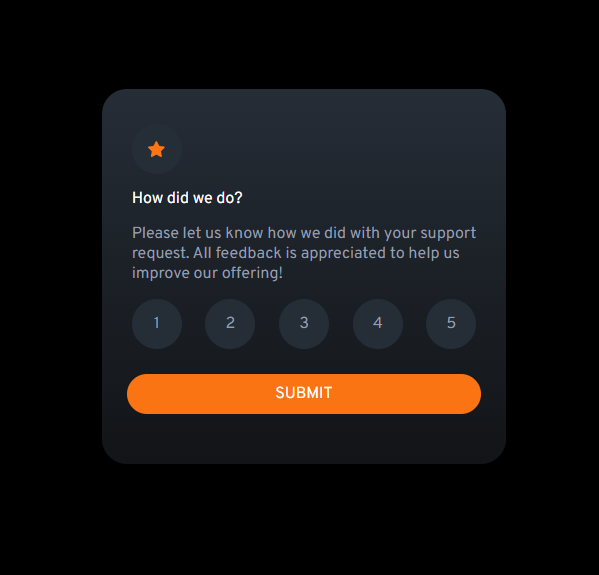 How did we do?
Please let us know how we did with your support
request. All feedback is appreciated to help us
improve our offering!
1 2 3 4 5
SUBMIT